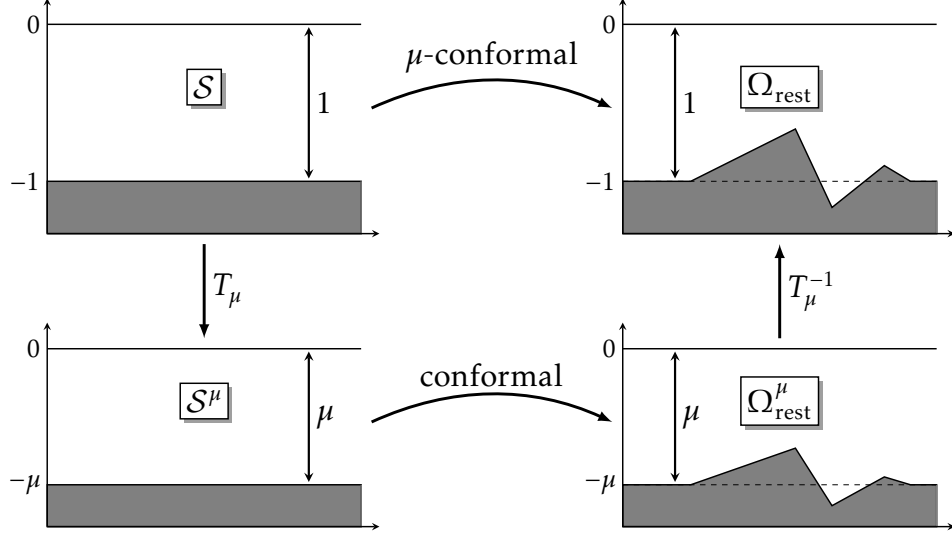 0
0
μ-conformal
𝒮
1
Ω_rest
1
−1
−1
T_μ
T_μ^{−1}
0
0
conformal
𝒮^μ
μ
Ω_rest^μ
μ
−μ
−μ